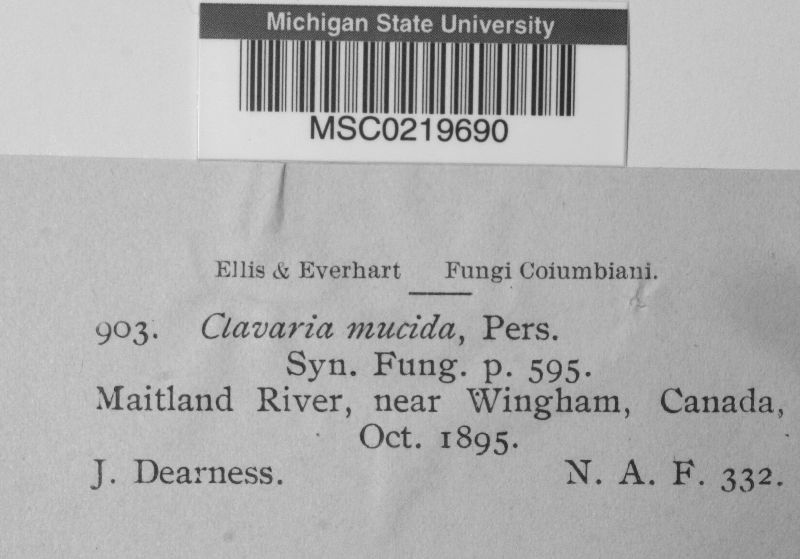 Michigan State University
MSC0219690
Ellis & Everhart Fungi Coiumbiani.
903. Clavaria mucida, Pers.
Syn. Fung. p. 595.
Maitland River, near Wingham, Canada,
Oct. 1895.
J. Dearness. N. A. F. 332.